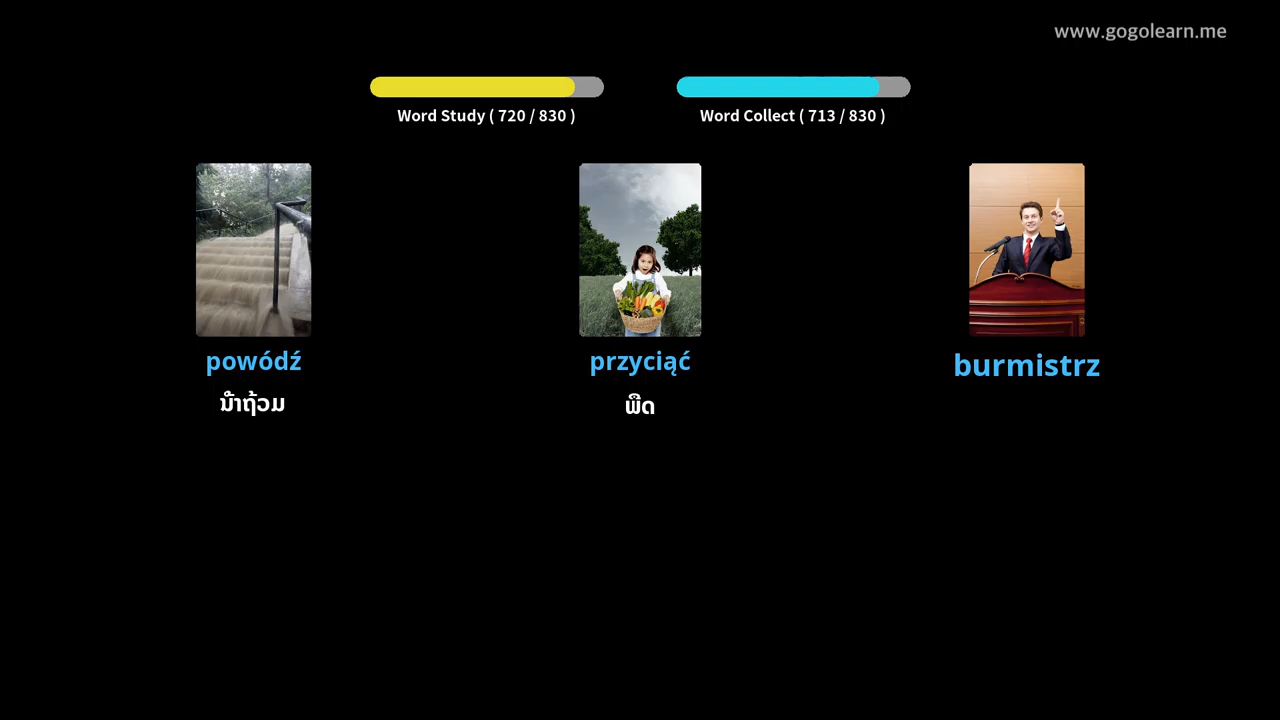 www.gogolearn.me
Word Study ( 720 / 830 )
Word Collect ( 713 / 830 )
powódź
przyciąć
burmistrz
ນ້ຳຖ້ວມ
ພືດ